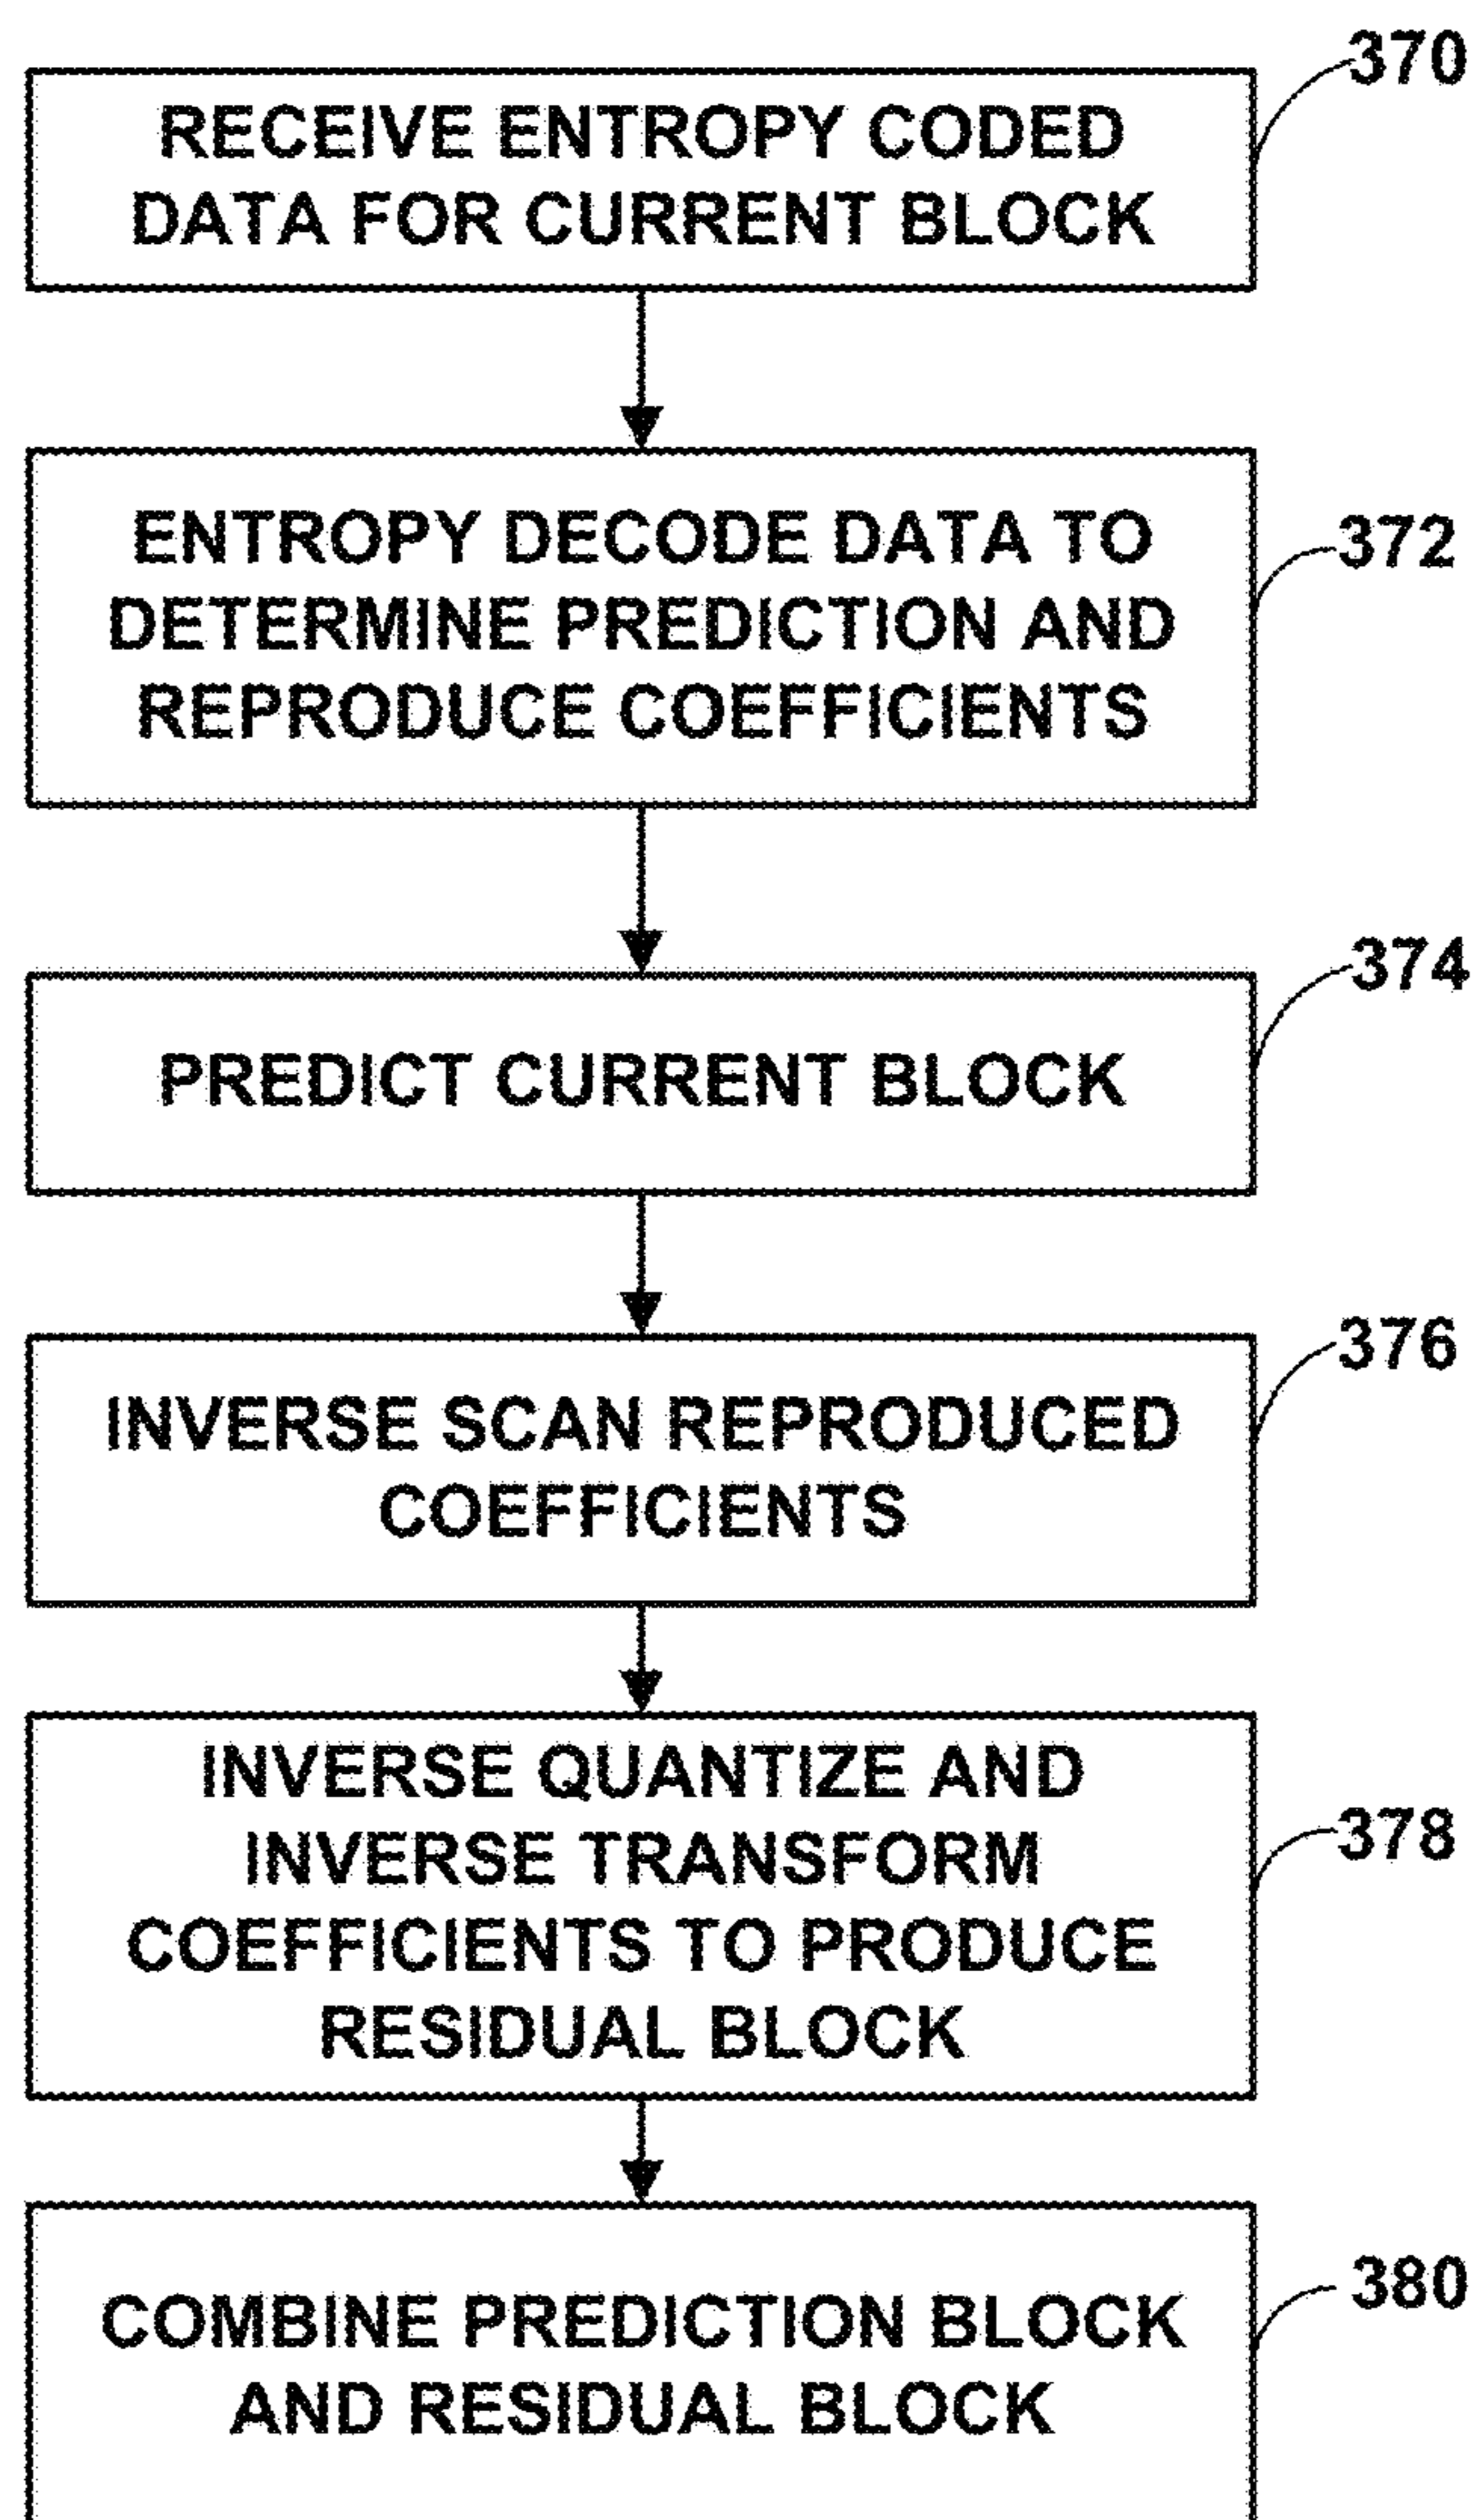 370
RECEIVE ENTROPY CODED
DATA FOR CURRENT BLOCK
372
ENTROPY DECODE DATA TO
DETERMINE PREDICTION AND
REPRODUCE COEFFICIENTS
374
PREDICT CURRENT BLOCK
376
INVERSE SCAN REPRODUCED
COEFFICIENTS
378
INVERSE QUANTIZE AND
INVERSE TRANSFORM
COEFFICIENTS TO PRODUCE
RESIDUAL BLOCK
380
COMBINE PREDICTION BLOCK
AND RESIDUAL BLOCK